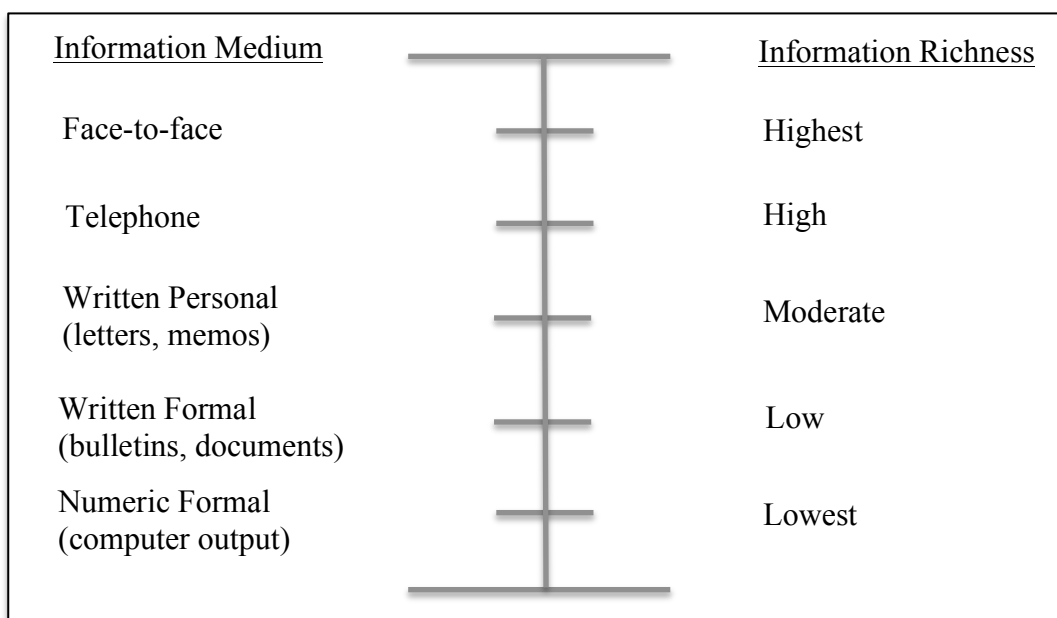 Information Medium
Information Richness
Face-to-face
Highest
Telephone
High
Written Personal
(letters, memos)
Moderate
Written Formal
(bulletins, documents)
Low
Numeric Formal
(computer output)
Lowest